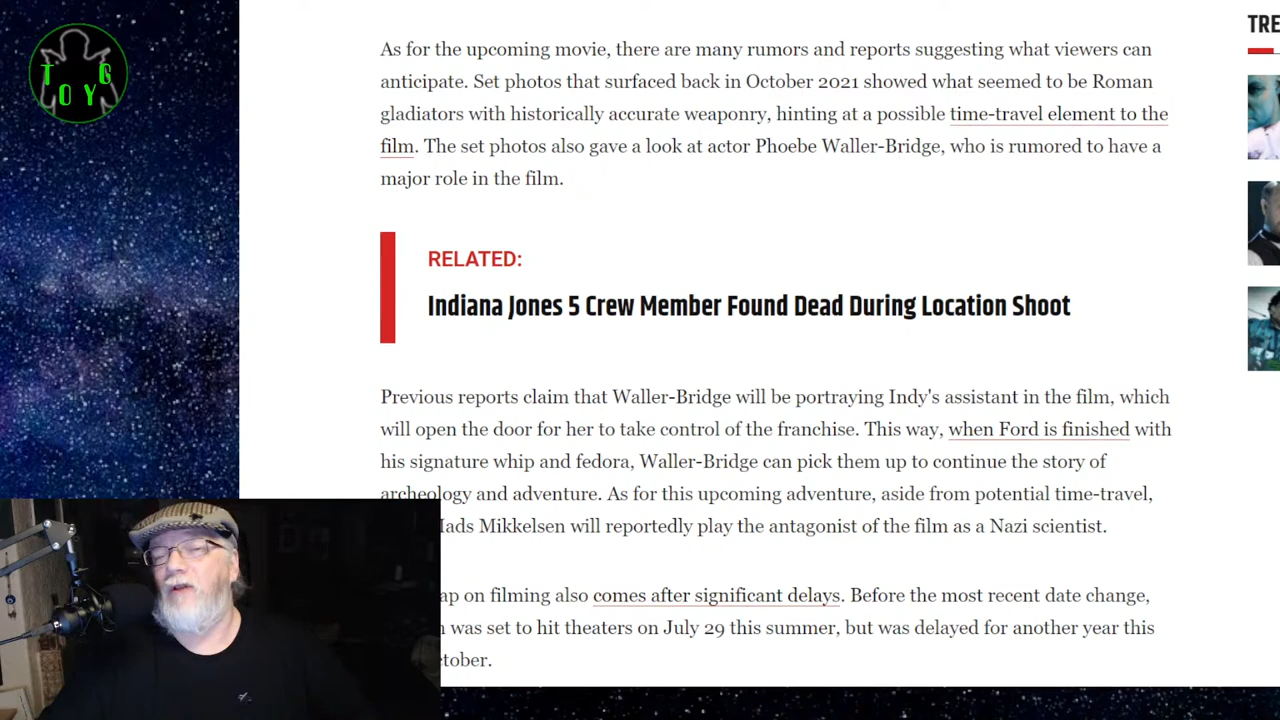 T G
O Y
TRE
As for the upcoming movie, there are many rumors and reports suggesting what viewers can
anticipate. Set photos that surfaced back in October 2021 showed what seemed to be Roman
gladiators with historically accurate weaponry, hinting at a possible time-travel element to the
film. The set photos also gave a look at actor Phoebe Waller-Bridge, who is rumored to have a
major role in the film.
RELATED:
Indiana Jones 5 Crew Member Found Dead During Location Shoot
Previous reports claim that Waller-Bridge will be portraying Indy's assistant in the film, which
will open the door for her to take control of the franchise. This way, when Ford is finished with
his signature whip and fedora, Waller-Bridge can pick them up to continue the story of
archeology and adventure. As for this upcoming adventure, aside from potential time-travel,
Mads Mikkelsen will reportedly play the antagonist of the film as a Nazi scientist.
on filming also comes after significant delays. Before the most recent date change,
was set to hit theaters on July 29 this summer, but was delayed for another year this
October.